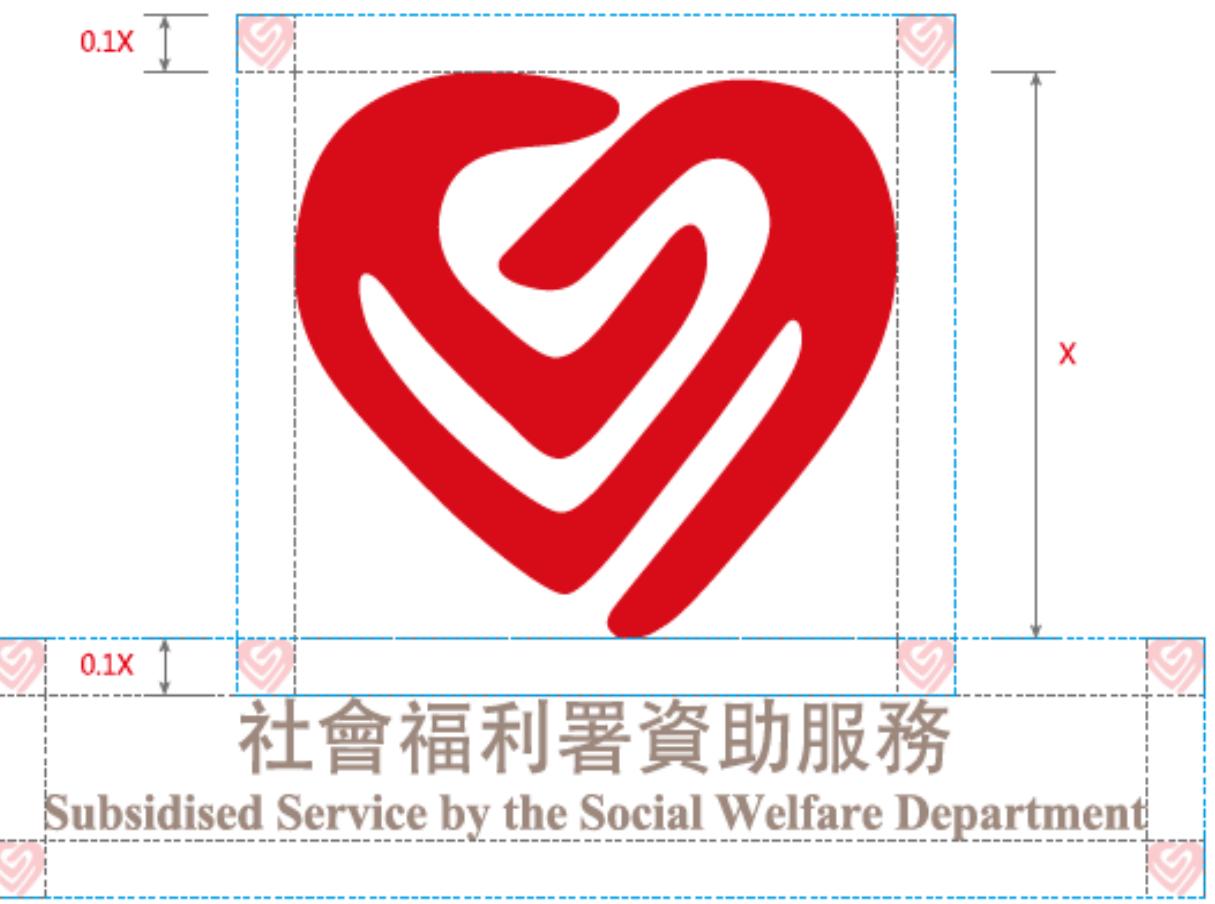 0.1X
X
0.1X
社會福利署資助服務
Subsidised Service by the Social Welfare Department